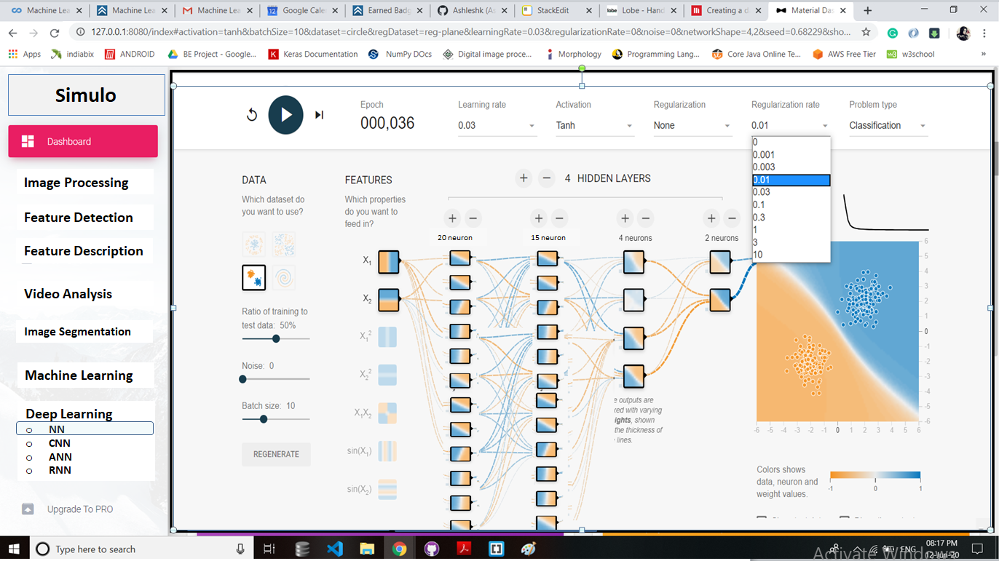 Machine Lea
Machine Lea
Machine Lea
Google Cale
Earned Badg
Ashleshk (As
StackEdit
Lobe - Hand
Creating a d
Material Das
127.0.0.1:8080/index#activation=tanh&batchSize=10&dataset=circle&regDataset=reg-plane&learningRate=0.03&regularizationRate=0&noise=0&networkShape=4,2&seed=0.68229&sho...
Apps
indiabix
ANDROID
BE Project - Google...
Keras Documentation
NumPy DOcs
Digital image proce...
Morphology
Programming Lang...
Core Java Online Te...
AWS Free Tier
w3school
»
Simulo
Dashboard
Image Processing
Feature Detection
Feature Description
Video Analysis
Image Segmentation
Machine Learning
Deep Learning
o NN
o CNN
o ANN
o RNN
Upgrade To PRO
Epoch
000,036
Learning rate
0.03
Activation
Tanh
Regularization
None
Regularization rate
0.01
Problem type
Classification
0
0.001
0.003
0.01
0.03
0.1
0.3
1
3
10
DATA
Which dataset do
you want to use?
Ratio of training to
test data: 50%
Noise: 0
Batch size: 10
REGENERATE
FEATURES
Which properties
do you want to
feed in?
X₁
X₂
X₁²
X₂²
X₁X₂
sin(X₁)
sin(X₂)
+ − 4 HIDDEN LAYERS
+ − + − + − + −
20 neuron
15 neuron
4 neurons
2 neurons
e outputs are
ed with varying
ights, shown
the thickness of
lines.
6
5
4
3
2
1
0
-1
-2
-3
-4
-5
-6
-6 -5 -4 -3 -2 -1 0 1 2 3 4 5 6
Colors shows
data, neuron and
weight values.
-1 0 1
Type here to search
Activate Windo
ENG
08:17 PM
12-Jun-20